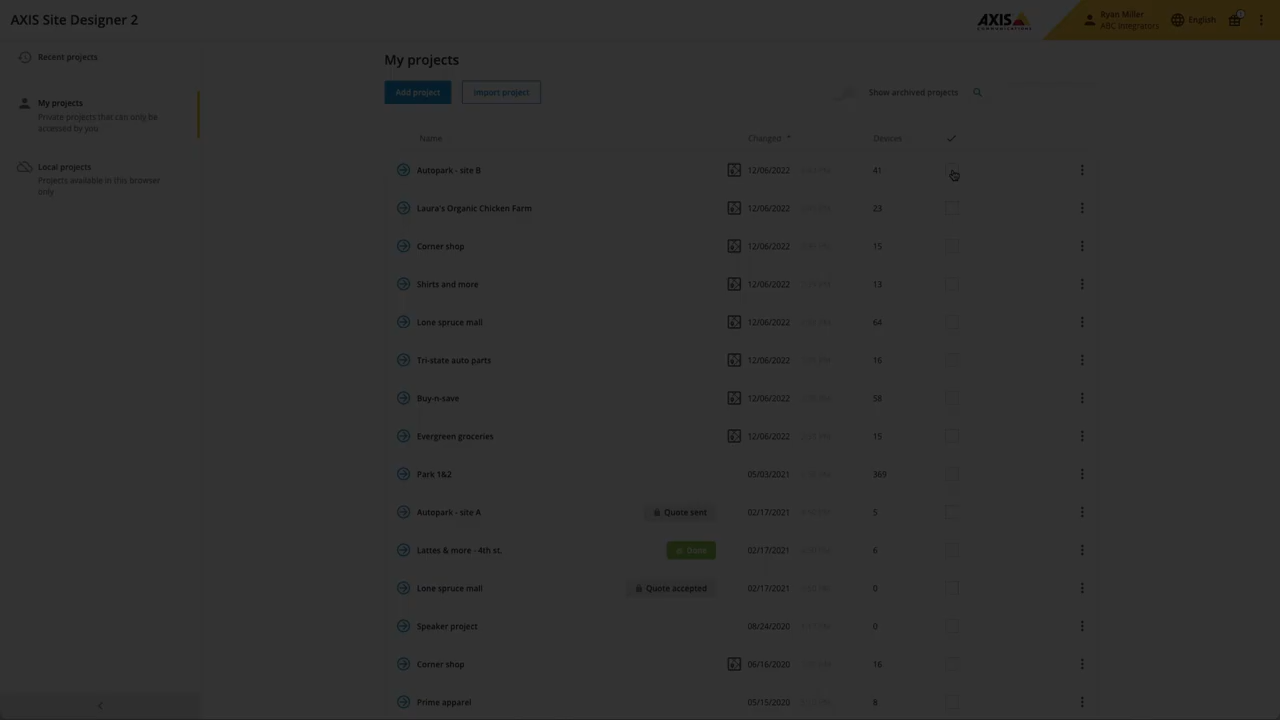 AXIS Site Designer 2
AXIS
COMMUNICATIONS
Ryan Miller
ABC Integrators
English
1
Recent projects
My projects
Private projects that can only be
accessed by you
Local projects
Projects available in this browser
only
My projects
Add project
Import project
Show archived projects
Name
Changed
Devices
Autopark - site B 12/06/2022 41
Laura's Organic Chicken Farm 12/06/2022 23
Corner shop 12/06/2022 15
Shirts and more 12/06/2022 13
Lone spruce mall 12/06/2022 64
Tri-state auto parts 12/06/2022 16
Buy-n-save 12/06/2022 58
Evergreen groceries 12/06/2022 15
Park 1&2 05/03/2021 369
Autopark - site A Quote sent 02/17/2021 5
Lattes & more - 4th st. Done 02/17/2021 6
Lone spruce mall Quote accepted 02/17/2021 0
Speaker project 08/24/2020 0
Corner shop 06/16/2020 16
Prime apparel 05/15/2020 8